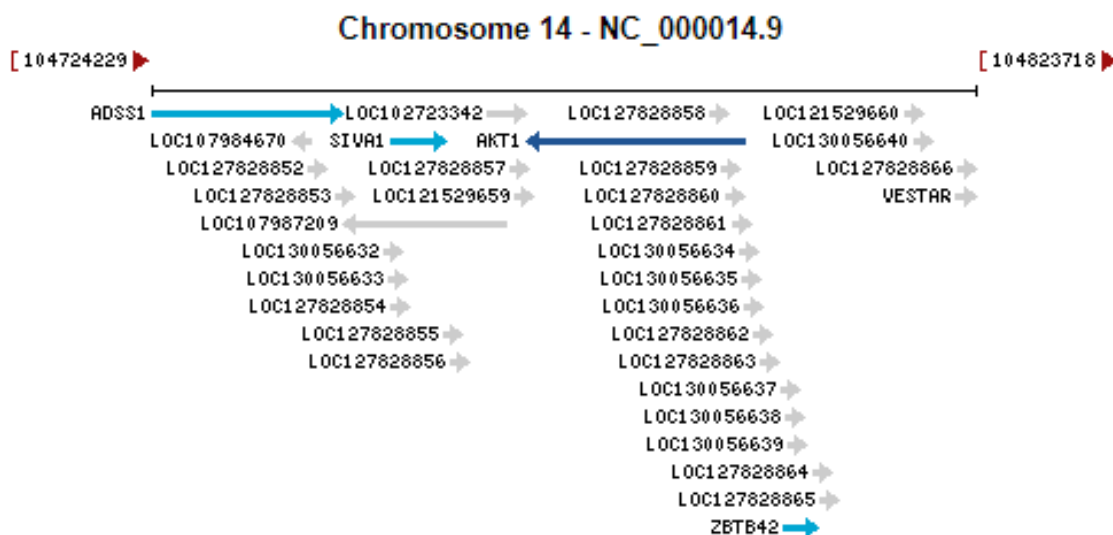 Chromosome 14 - NC_000014.9
[ 104724229 [ 104823718
ADSS1 LOC102723342 LOC127828858 LOC121529660
LOC107984670 SIVA1 AKT1 LOC130056640
LOC127828852 LOC127828857 LOC127828859 LOC127828866
LOC127828853 LOC121529659 LOC127828860 VESTAR
LOC107987209 LOC127828861
LOC130056632 LOC130056634
LOC130056633 LOC130056635
LOC127828854 LOC130056636
LOC127828855 LOC127828862
LOC127828856 LOC127828863
LOC130056637
LOC130056638
LOC130056639
LOC127828864
LOC127828865
ZBTB42